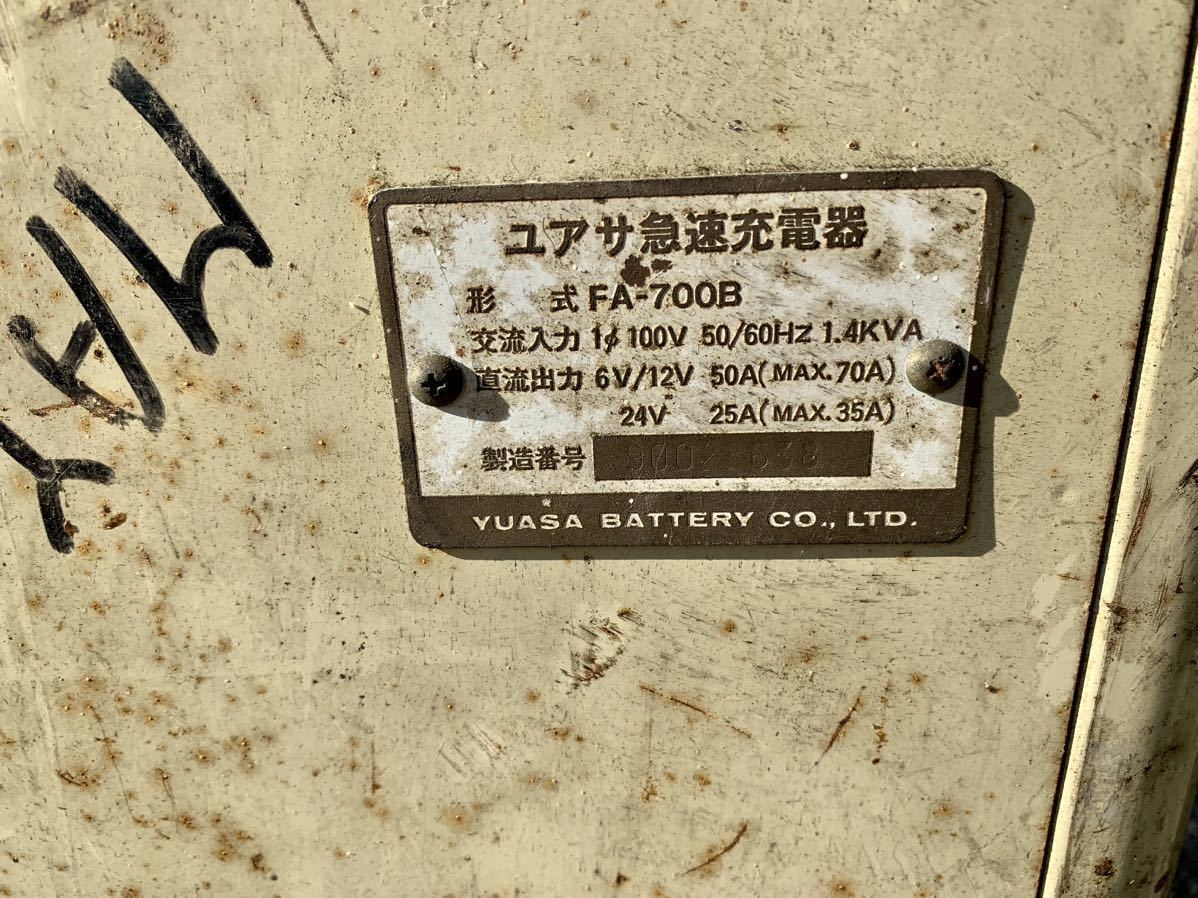 ユアサ急速充電器
形 式 FA-700B
交流入力 1φ 100V 50/60Hz 1.4KVA
直流出力 6V/12V 50A(MAX.70A)
24V 25A(MAX.35A)
製造番号
YUASA BATTERY CO., LTD.